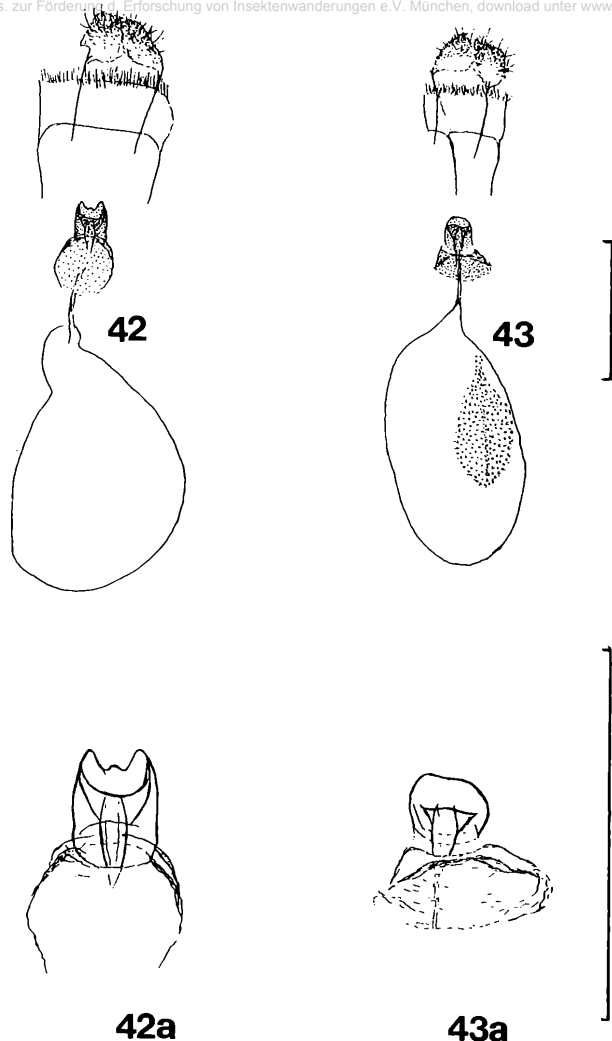 s. zur Förderung d. Erforschung von Insektenwanderungen e.V. München, download unter www
42
43
42a
43a